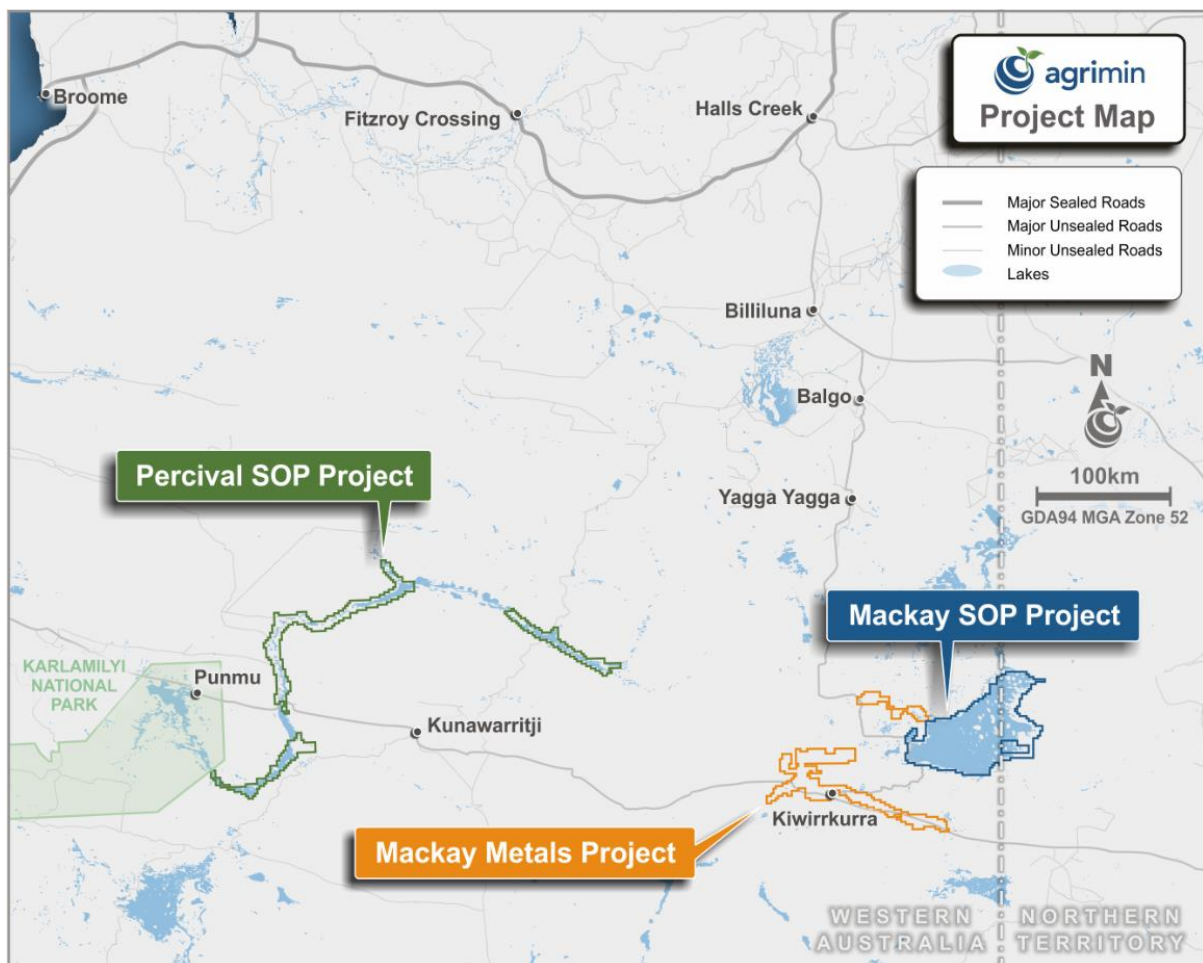 agrimin
Project Map
Major Sealed Roads
Major Unsealed Roads
Minor Unsealed Roads
Lakes
Broome
Fitzroy Crossing
Halls Creek
Billiluna
N
Balgo
100km
GDA94 MGA Zone 52
Percival SOP Project
Yagga Yagga
Mackay SOP Project
KARLAMILYI
NATIONAL
PARK
Punmu
Kunawarritji
Kiwirrkurra
Mackay Metals Project
WESTERN
AUSTRALIA
NORTHERN
TERRITORY